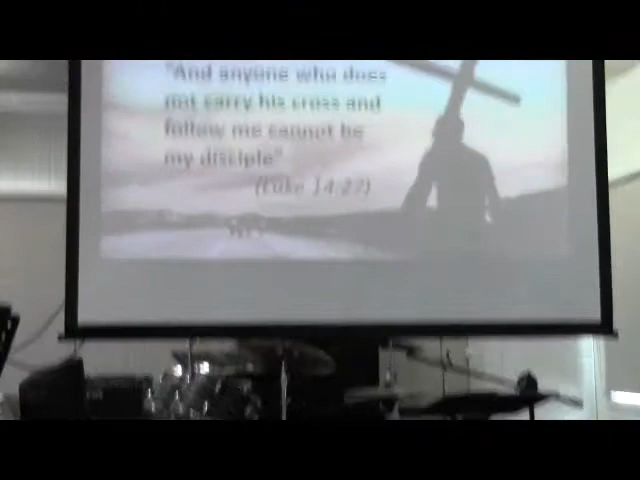 "And anyone who does
not carry his cross and
follow me cannot be
my disciple"
(Luke 14:27)